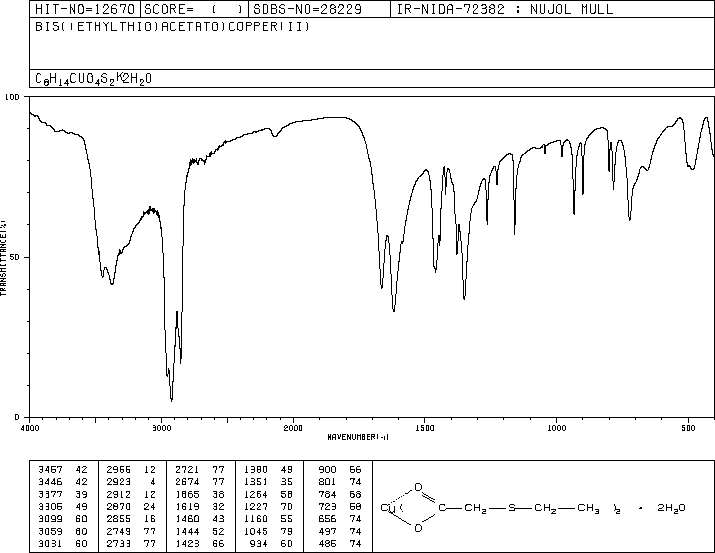 HIT-NO=12670 SCORE= ( ) SDBS-NO=28229 IR-NIDA-72382 : NUJOL MULL
BIS((ETHYLTHIO)ACETATO)COPPER(II)
C8H14CUO4S2K2H2O
100
50
0
TRANSMITTANCE(%)
4000 3000 2000 1500 1000 500
WAVENUMBER(-1)
3467 42 2966 12 2721 77 1380 49 900 66
3446 42 2923 4 2674 77 1351 35 801 74
3377 39 2912 12 1665 38 1264 58 784 68
3305 49 2870 24 1619 32 1227 70 723 58
3099 60 2855 16 1460 43 1160 55 656 74
3059 60 2749 77 1444 52 1045 79 497 74
3031 60 2733 77 1423 66 934 60 486 74
O
Cu( C—CH2—S—CH2—CH3 )2 · 2H2O
O